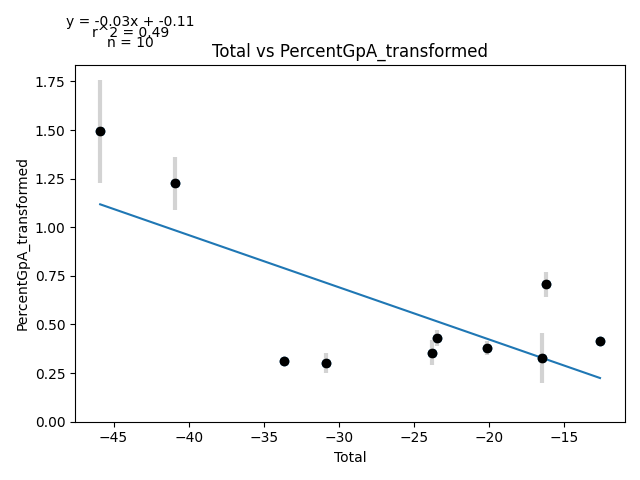 y = -0.03x + -0.11
r^2 = 0.49
n = 10
Total vs PercentGpA_transformed
PercentGpA_transformed
1.75
1.50
1.25
1.00
0.75
0.50
0.25
0.00
−45
−40
−35
−30
−25
−20
−15
Total